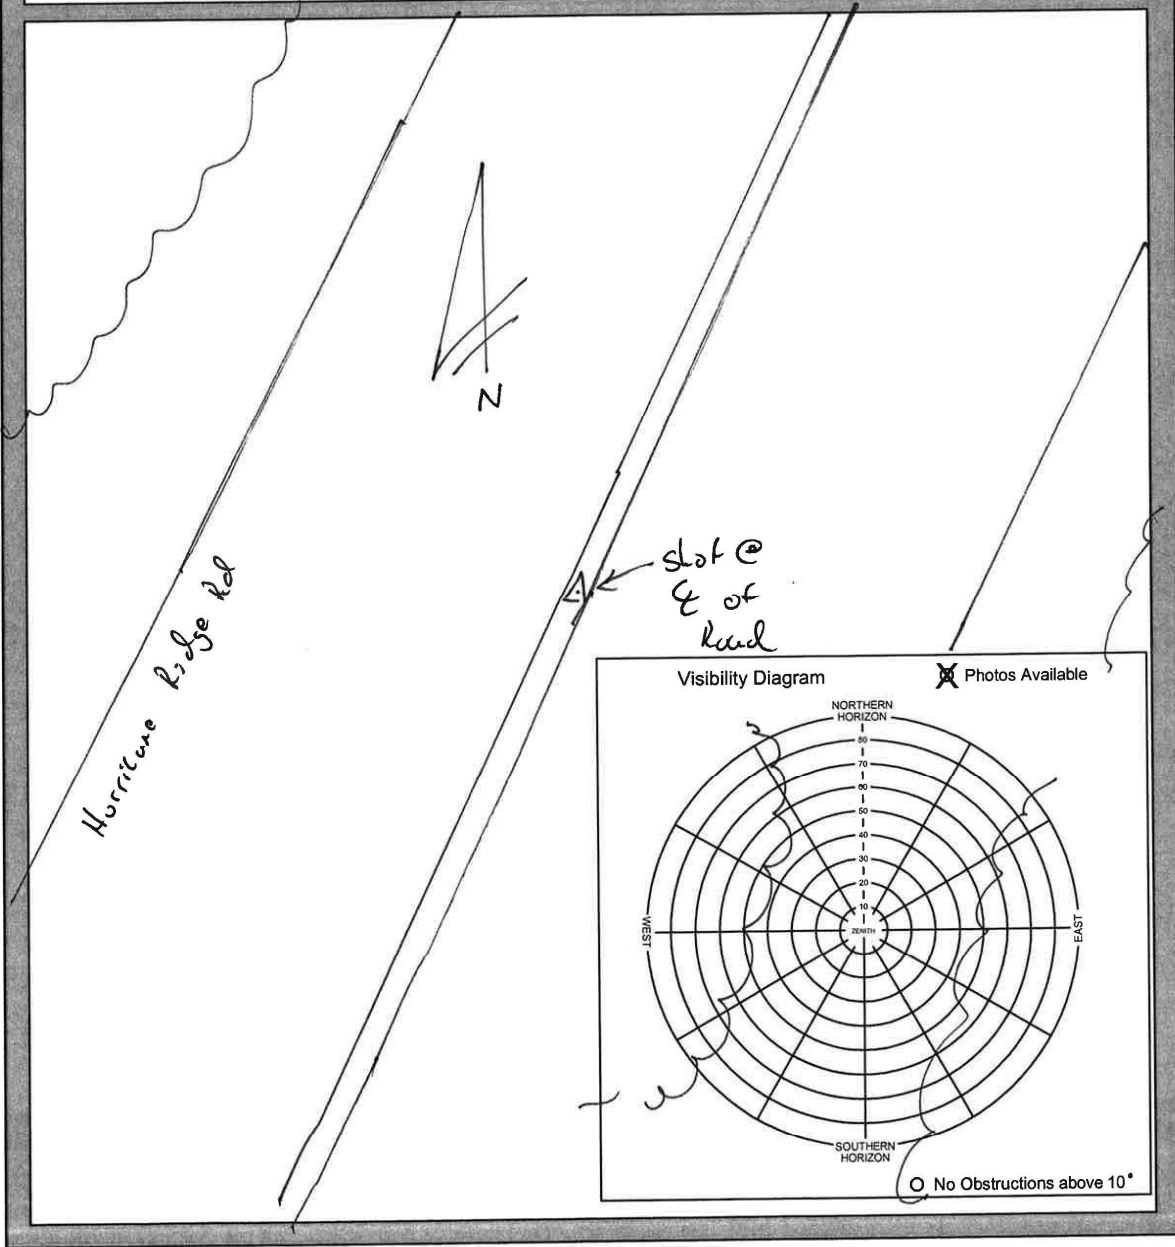 N
Shot @
℄ of
Road
Hurricane Ridge Rd
Visibility Diagram
Photos Available
NORTHERN
HORIZON
80
70
60
50
40
30
20
10
ZENITH
WEST
EAST
SOUTHERN
HORIZON
No Obstructions above 10°